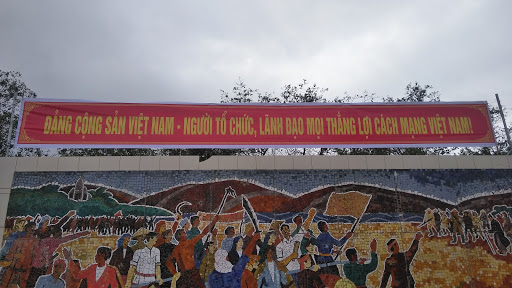 ĐẢNG CỘNG SẢN VIỆT NAM - NGƯỜI TỔ CHỨC, LÃNH ĐẠO MỌI THẮNG LỢI CÁCH MẠNG VIỆT NAM!